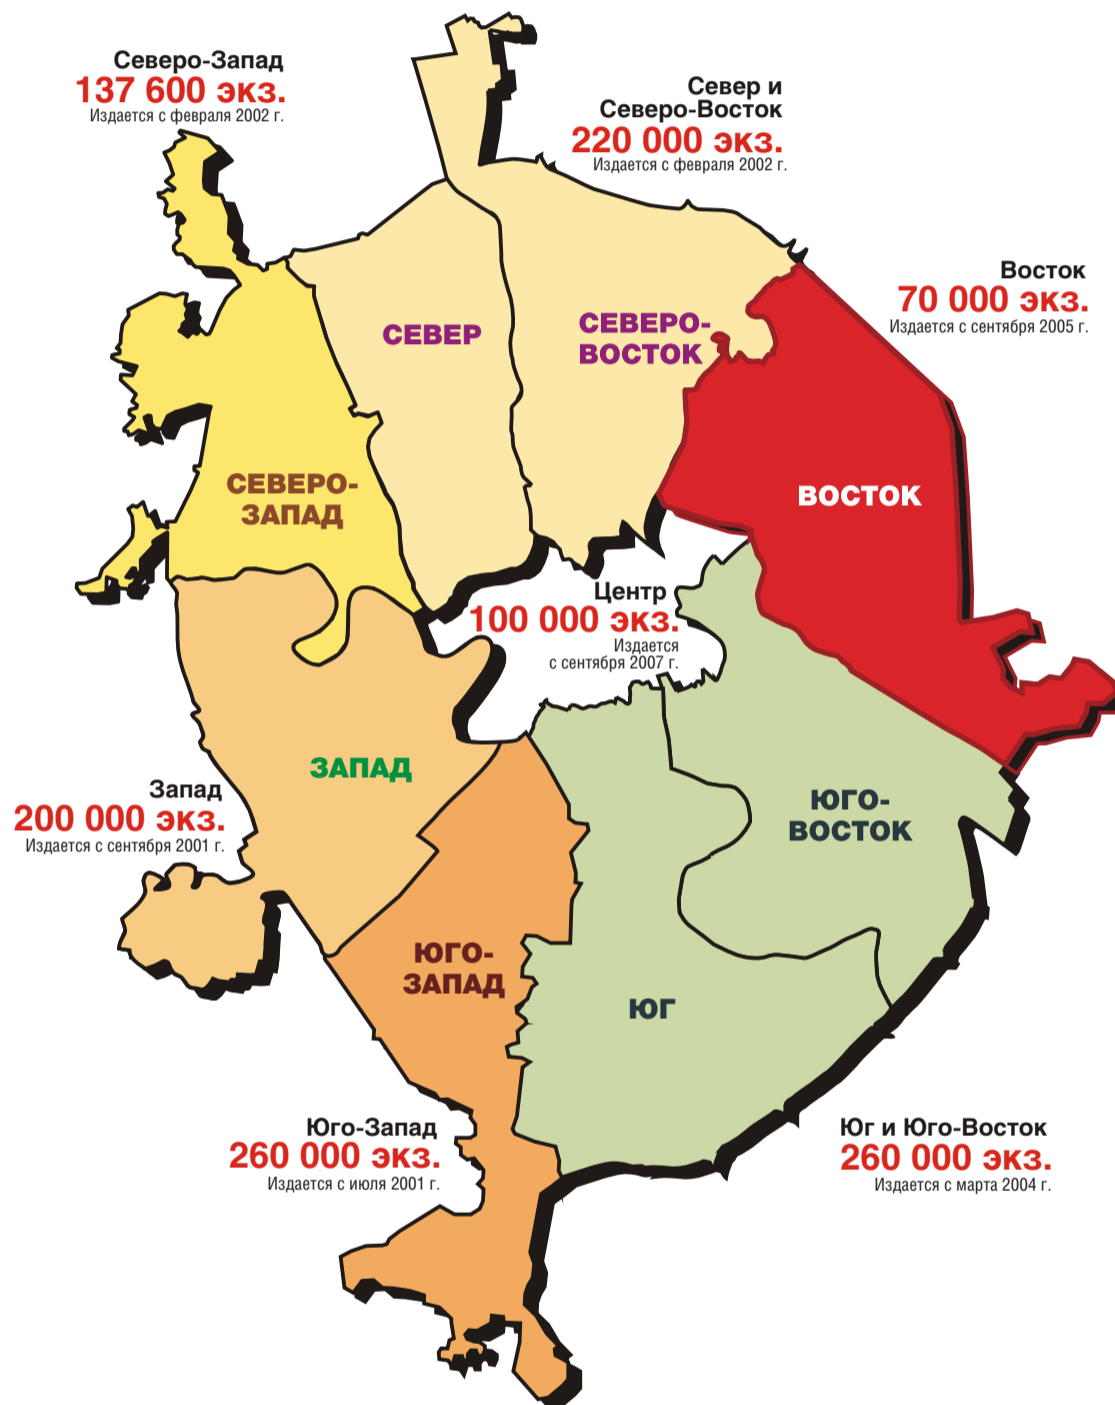 Северо-Запад
137 600 экз.
Издается с февраля 2002 г.
Север и
Северо-Восток
220 000 экз.
Издается с февраля 2002 г.
Восток
70 000 экз.
Издается с сентября 2005 г.
СЕВЕР
СЕВЕРО-
ВОСТОК
СЕВЕРО-
ЗАПАД
ВОСТОК
Центр
100 000 экз.
Издается
с сентября 2007 г.
ЗАПАД
Запад
200 000 экз.
Издается с сентября 2001 г.
ЮГО-
ВОСТОК
ЮГО-
ЗАПАД
ЮГ
Юго-Запад
260 000 экз.
Издается с июля 2001 г.
Юг и Юго-Восток
260 000 экз.
Издается с марта 2004 г.